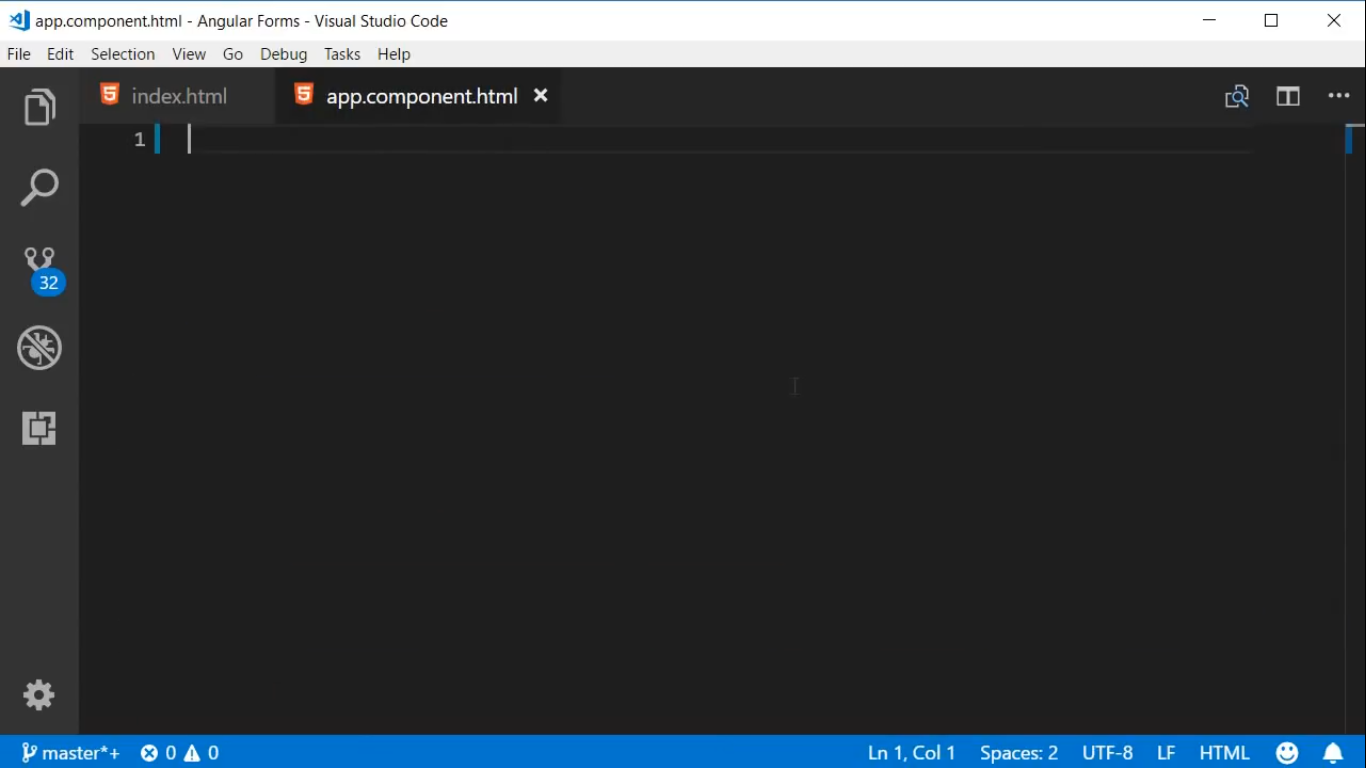 app.component.html - Angular Forms - Visual Studio Code
File Edit Selection View Go Debug Tasks Help
index.html app.component.html
1
32
master*+ 0 0 Ln 1, Col 1 Spaces: 2 UTF-8 LF HTML